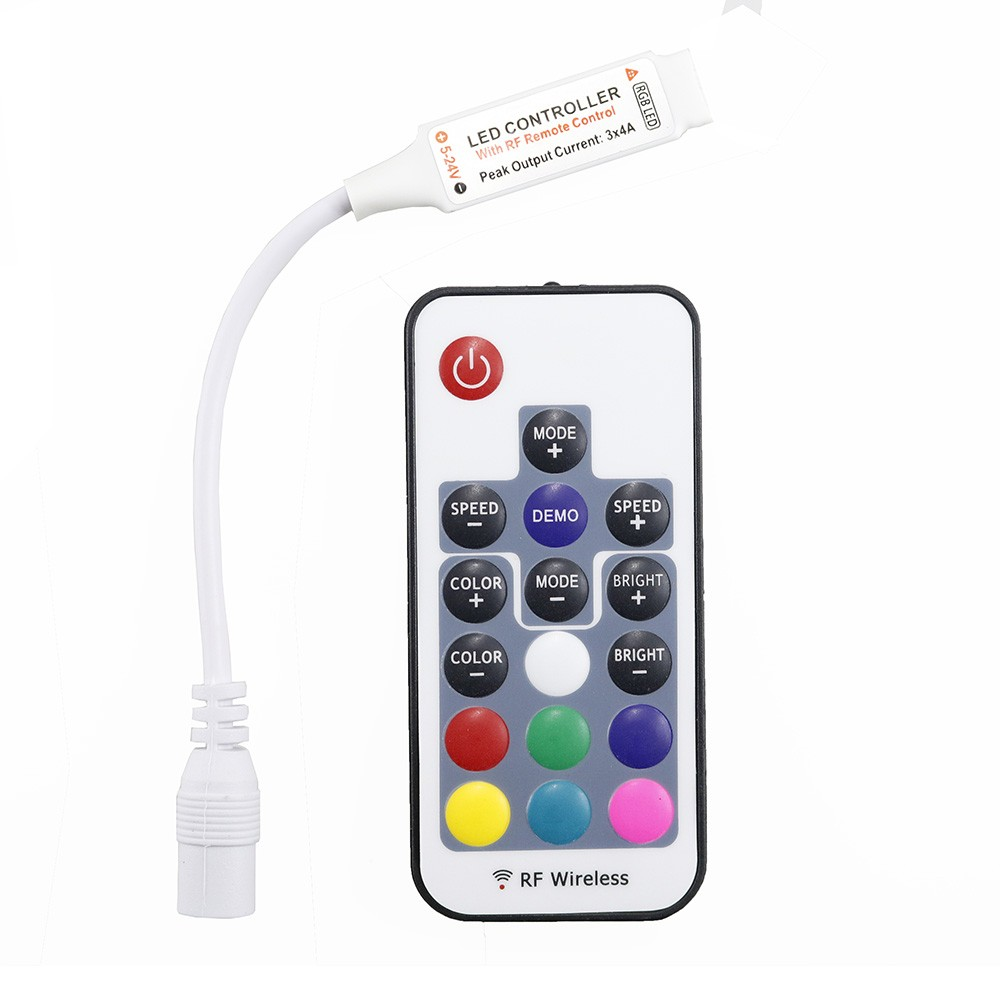 LED CONTROLLER
With RF Remote Control
Peak Output Current: 3x4A
5-24V
RGB LED
MODE
+
SPEED
−
DEMO
SPEED
+
COLOR
+
MODE
−
BRIGHT
+
COLOR
−
BRIGHT
−
RF Wireless